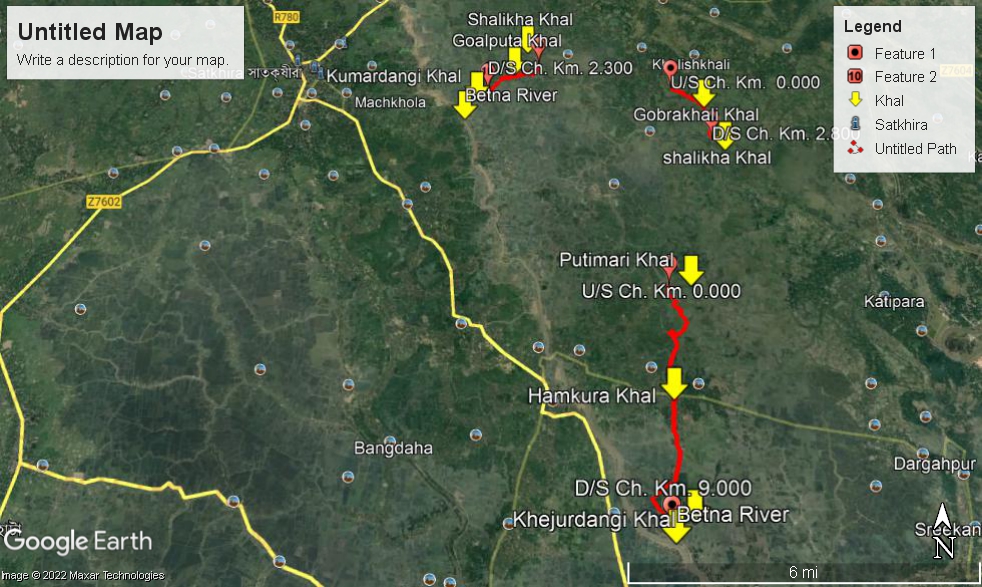 Untitled Map
Write a description for your map.
R780
Shalikha Khal
Goalputa Khal
D/S Ch. Km. 2.300
Satkhira
সাতক্ষীরা
Kumardangi Khal
Betna River
Machkhola
U/S Ch. Km. 0.000
Gobrakhali Khal
D/S Ch. Km. 2.800
shalikha Khal
Legend
Feature 1
10 Feature 2
Khal
Satkhira
Untitled Path
Z7604
Z7602
Putimari Khal
U/S Ch. Km. 0.000
Katipara
Hamkura Khal
Bangdaha
Dargahpur
D/S Ch. Km. 9.000
Khejurdangi Khal
Betna River
N
Google Earth
Image © 2022 Maxar Technologies
6 mi